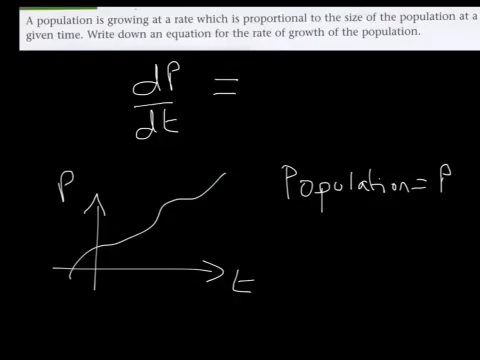 A population is growing at a rate which is proportional to the size of the population at a
given time. Write down an equation for the rate of growth of the population.
dP
dt
=
P
Population = P
t